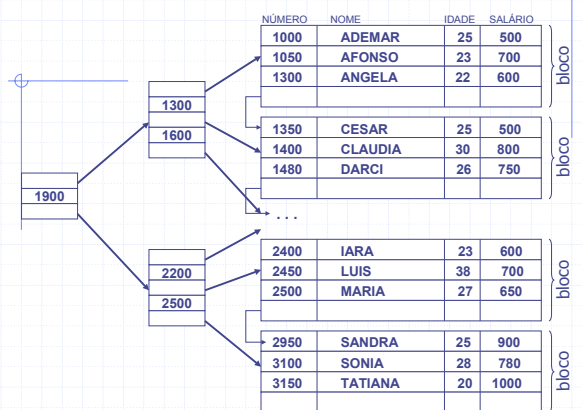 NÚMERO NOME IDADE SALÁRIO
1000 ADEMAR 25 500
1050 AFONSO 23 700
1300 ANGELA 22 600
bloco
1300
1600
1350 CESAR 25 500
1400 CLAUDIA 30 800
1480 DARCI 26 750
bloco
1900
...
2200
2500
2400 IARA 23 600
2450 LUIS 38 700
2500 MARIA 27 650
bloco
2950 SANDRA 25 900
3100 SONIA 28 780
3150 TATIANA 20 1000
bloco